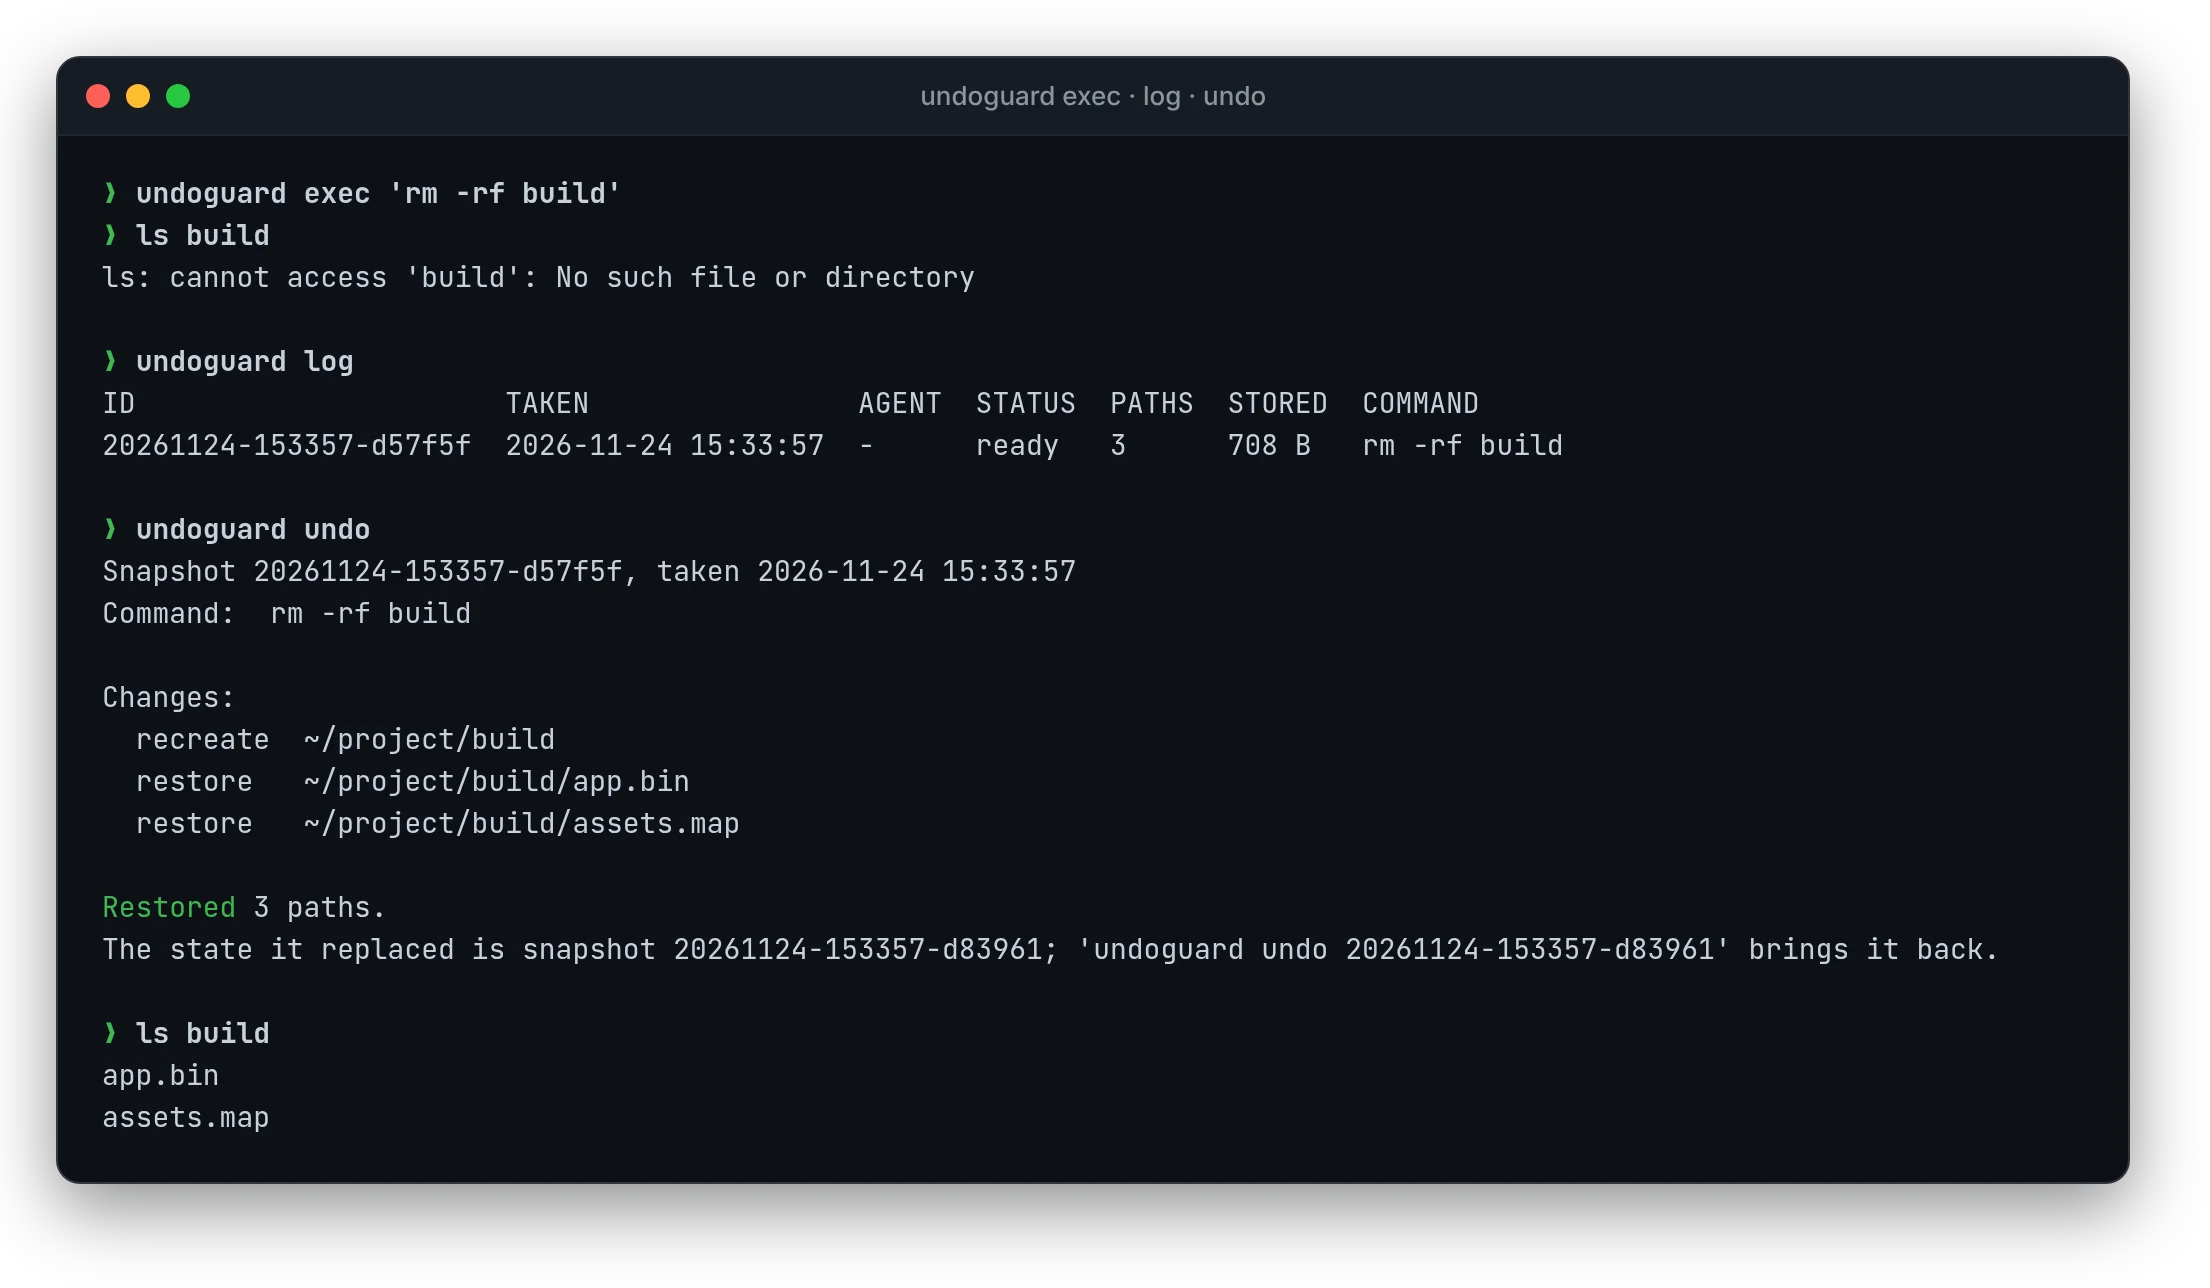 undoguard exec · log · undo
❯ undoguard exec 'rm -rf build'
❯ ls build
ls: cannot access 'build': No such file or directory
❯ undoguard log
ID                      TAKEN                AGENT  STATUS  PATHS  STORED  COMMAND
20261124-153357-d57f5f  2026-11-24 15:33:57  -      ready   3      708 B   rm -rf build
❯ undoguard undo
Snapshot 20261124-153357-d57f5f, taken 2026-11-24 15:33:57
Command:  rm -rf build
Changes:
  recreate  ~/project/build
  restore   ~/project/build/app.bin
  restore   ~/project/build/assets.map
Restored 3 paths.
The state it replaced is snapshot 20261124-153357-d83961; 'undoguard undo 20261124-153357-d83961' brings it back.
❯ ls build
app.bin
assets.map